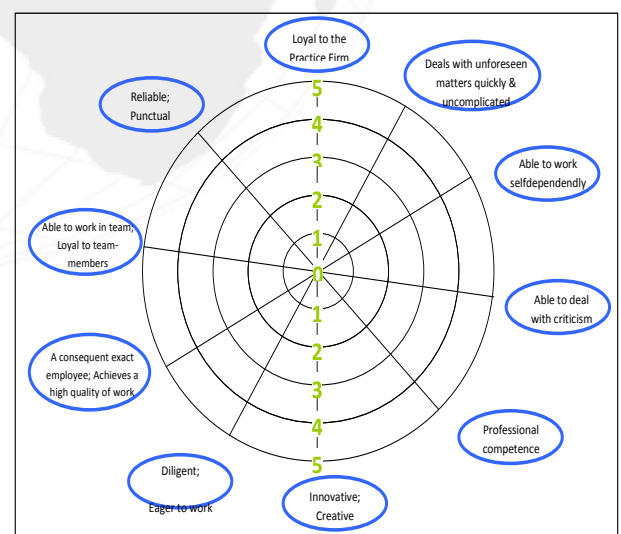 Loyal to the
Practice Firm
Deals with unforeseen
matters quickly &
uncomplicated
Reliable;
Punctual
Able to work
selfdependently
Able to work in team;
Loyal to team-
members
Able to deal
with criticism
A consequent exact
employee; Achieves a
high quality of work
Professional
competence
Diligent;
Eager to work
Innovative;
Creative
5
4
3
2
1
0
1
2
3
4
5